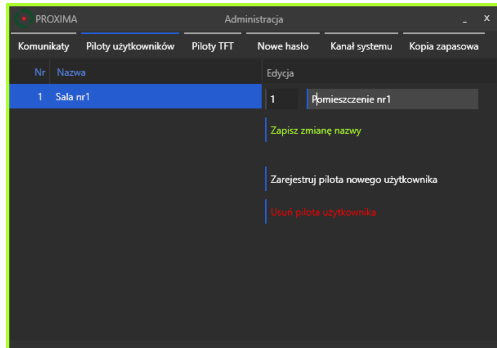 PROXIMA Administracja _ x
Komunikaty Piloty użytkowników Piloty TFT Nowe hasło Kanał systemu Kopia zapasowa
Nr Nazwa Edycja
1 Sala nr1 1 Pomieszczenie nr1
Zapisz zmianę nazwy
Zarejestruj pilota nowego użytkownika
Usuń pilota użytkownika